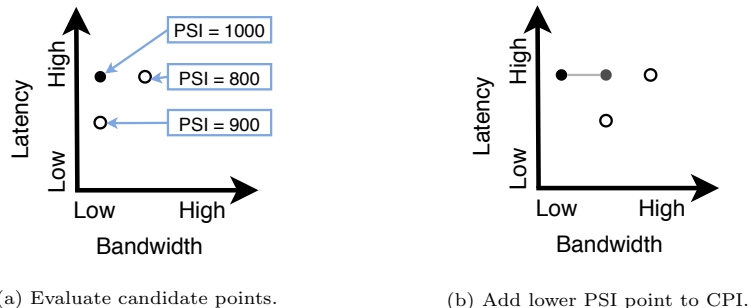 PSI = 1000
PSI = 800
PSI = 900
High
Latency
Low
Low High
Bandwidth
(a) Evaluate candidate points.
High
Latency
Low
Low High
Bandwidth
(b) Add lower PSI point to CPI.